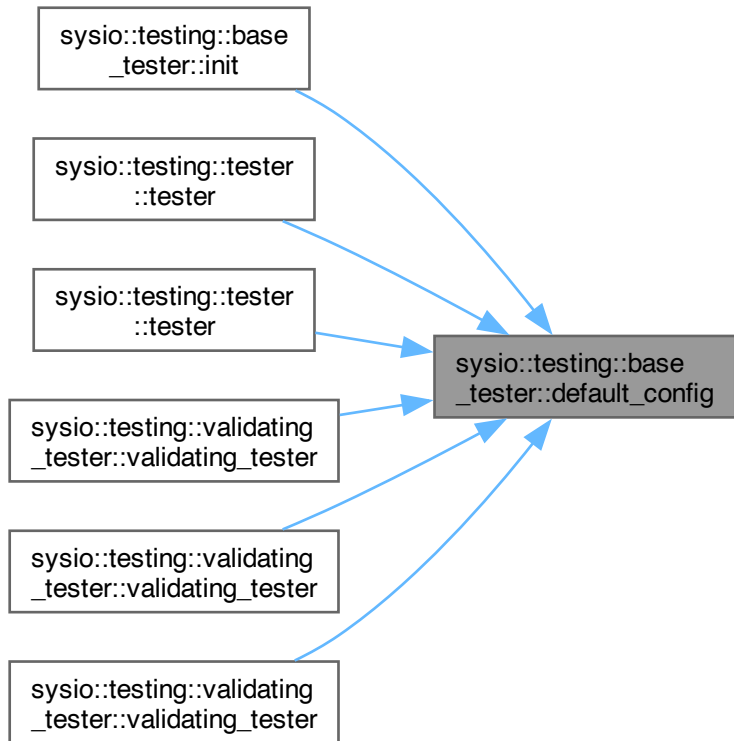 sysio::testing::base
_tester::init
sysio::testing::tester
::tester
sysio::testing::tester
::tester
sysio::testing::base
_tester::default_config
sysio::testing::validating
_tester::validating_tester
sysio::testing::validating
_tester::validating_tester
sysio::testing::validating
_tester::validating_tester